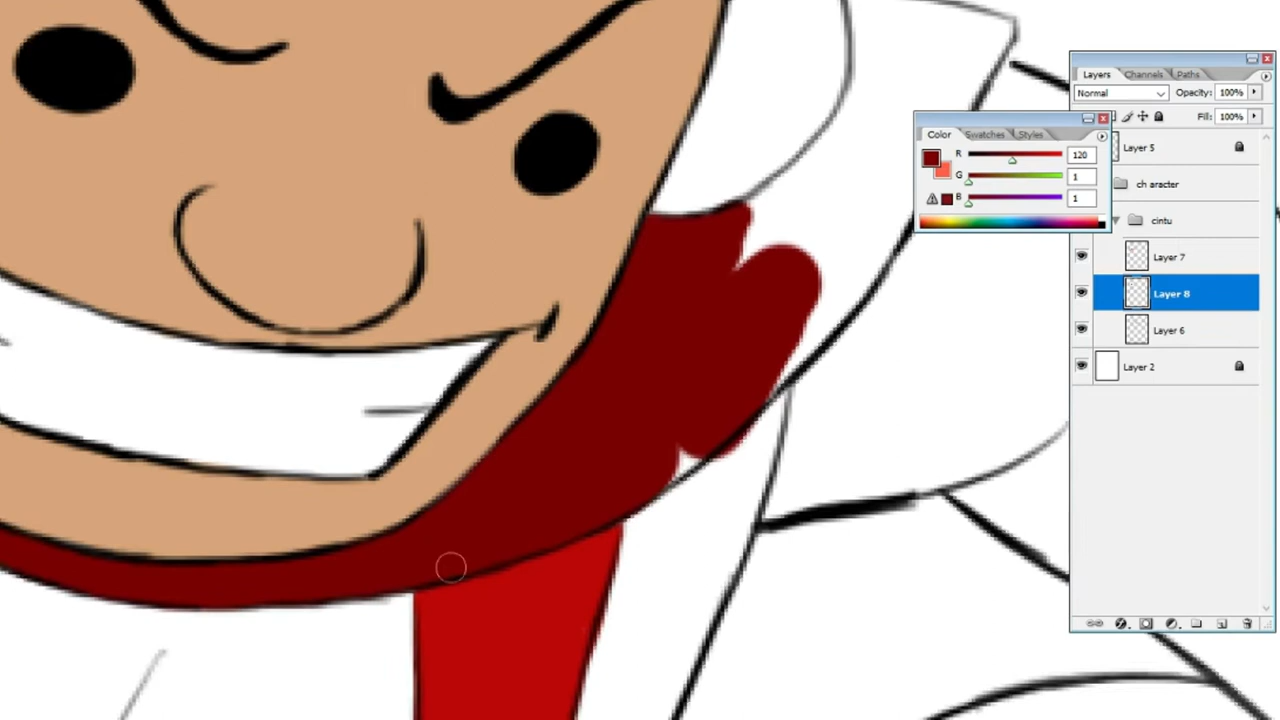 Layers Channels Paths
Normal Opacity: 100%
Fill: 100%
Color Swatches Styles
R 120
G 1
B 1
Layer 5
ch aracter
cintu
Layer 7
Layer 8
Layer 6
Layer 2